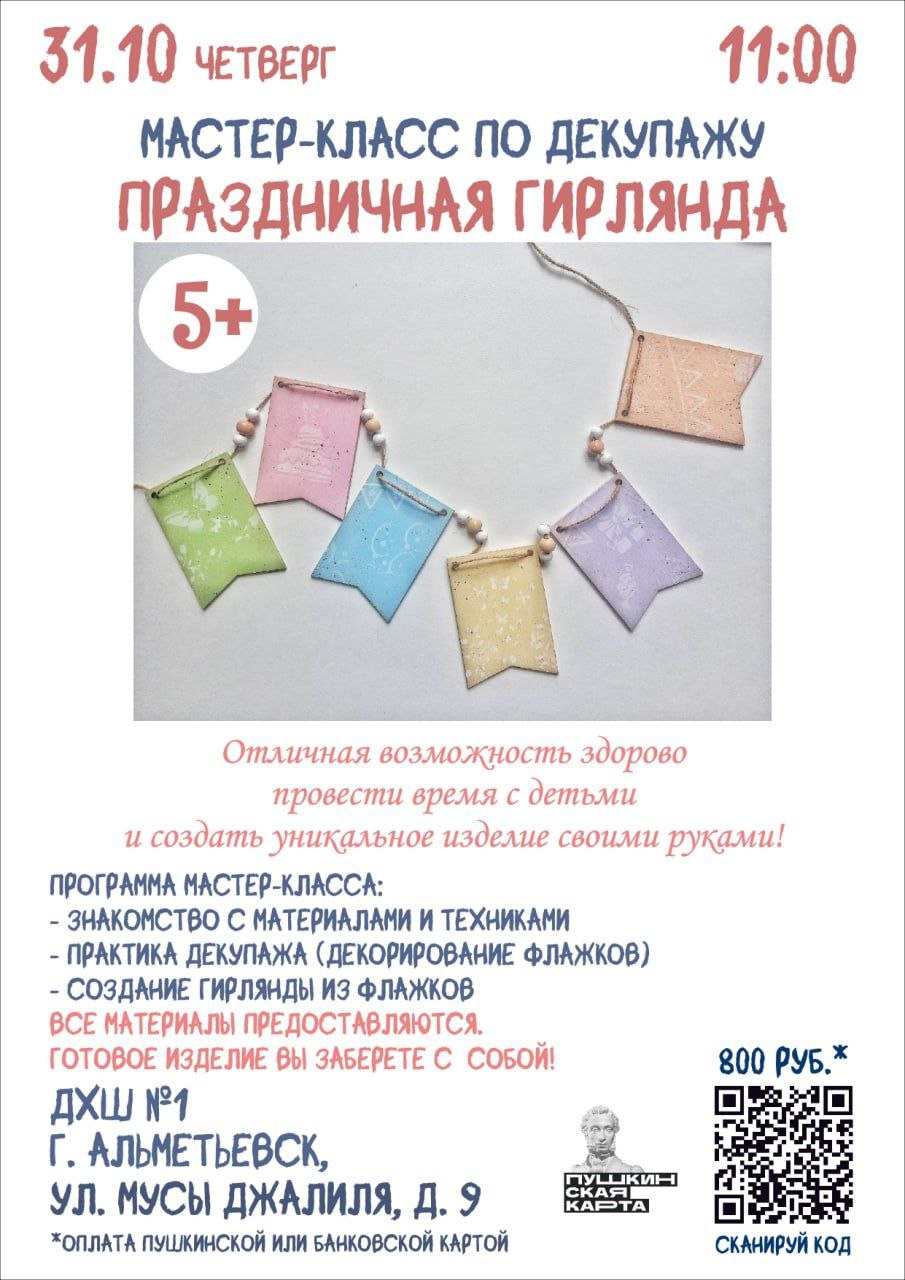 31.10 ЧЕТВЕРГ 11:00
МАСТЕР-КЛАСС ПО ДЕКУПАЖУ
ПРАЗДНИЧНАЯ ГИРЛЯНДА
5+
Отличная возможность здорово
провести время с детьми
и создать уникальное изделие своими руками!
ПРОГРАММА МАСТЕР-КЛАССА:
- ЗНАКОМСТВО С МАТЕРИАЛАМИ И ТЕХНИКАМИ
- ПРАКТИКА ДЕКУПАЖА (ДЕКОРИРОВАНИЕ ФЛАЖКОВ)
- СОЗДАНИЕ ГИРЛЯНДЫ ИЗ ФЛАЖКОВ
ВСЕ МАТЕРИАЛЫ ПРЕДОСТАВЛЯЮТСЯ.
ГОТОВОЕ ИЗДЕЛИЕ ВЫ ЗАБЕРЕТЕ С СОБОЙ!
800 РУБ.*
ДХШ №1
Г. АЛЬМЕТЬЕВСК,
УЛ. МУСЫ ДЖАЛИЛЯ, Д. 9
ПУШКИН
СКАЯ
КАРТА
*ОПЛАТА ПУШКИНСКОЙ ИЛИ БАНКОВСКОЙ КАРТОЙ
СКАНИРУЙ КОД